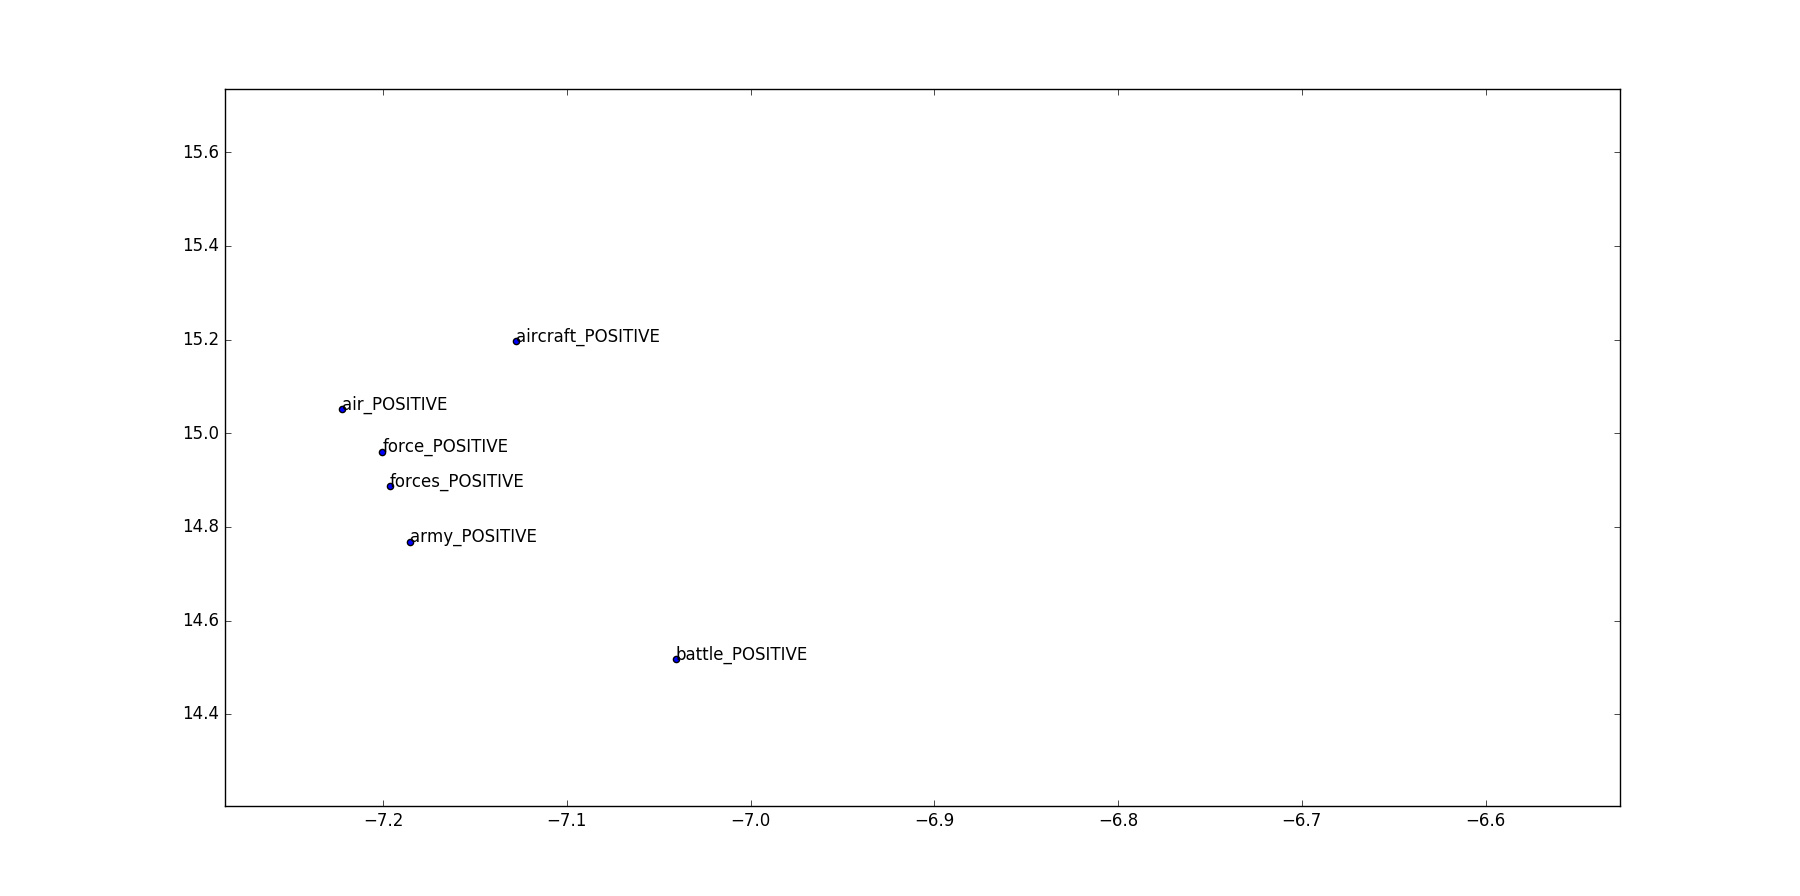 15.6
15.4
15.2
15.0
14.8
14.6
14.4
aircraft_POSITIVE
air_POSITIVE
force_POSITIVE
forces_POSITIVE
army_POSITIVE
battle_POSITIVE
−7.2 −7.1 −7.0 −6.9 −6.8 −6.7 −6.6